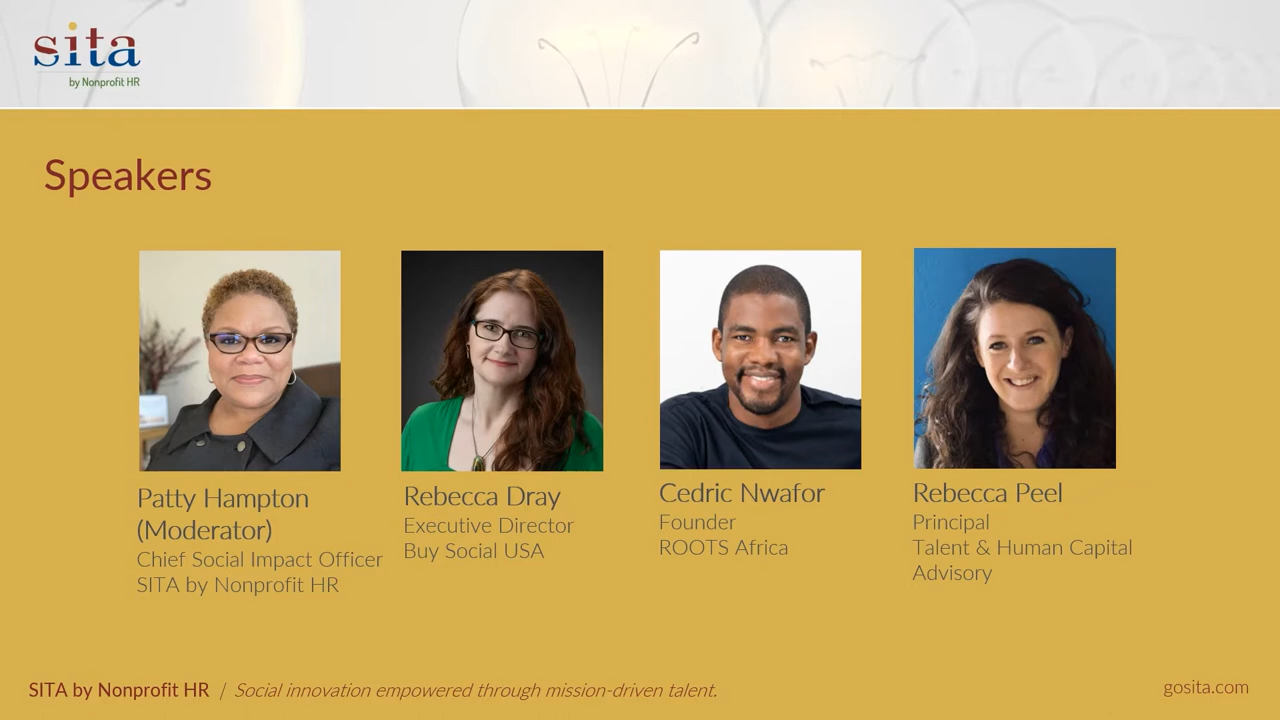 sita
by Nonprofit HR
Speakers
Patty Hampton
(Moderator)
Chief Social Impact Officer
SITA by Nonprofit HR
Rebecca Dray
Executive Director
Buy Social USA
Cedric Nwafor
Founder
ROOTS Africa
Rebecca Peel
Principal
Talent & Human Capital
Advisory
SITA by Nonprofit HR / Social innovation empowered through mission-driven talent.
gosita.com